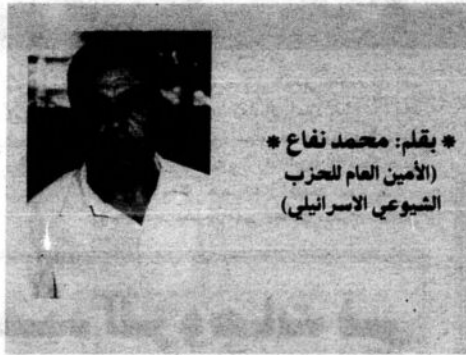 * بقلم: محمد نفاع *
(الأمين العام للحزب
الشيوعي الاسرائيلي)